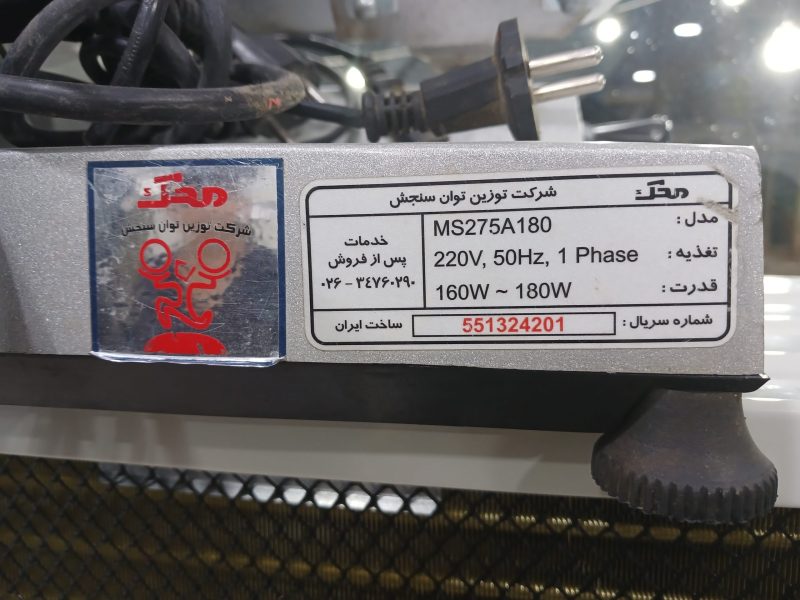 محک
شرکت توزین توان سنجش
محک
شرکت توزین توان سنجش
مدل :
MS275A180
تغذیه :
220V, 50Hz, 1 Phase
قدرت :
160W ~ 180W
خدمات
پس از فروش
۰۲۶ - ۳۴۷۶۰۲۹۰
شماره سریال :
551324201
ساخت ایران